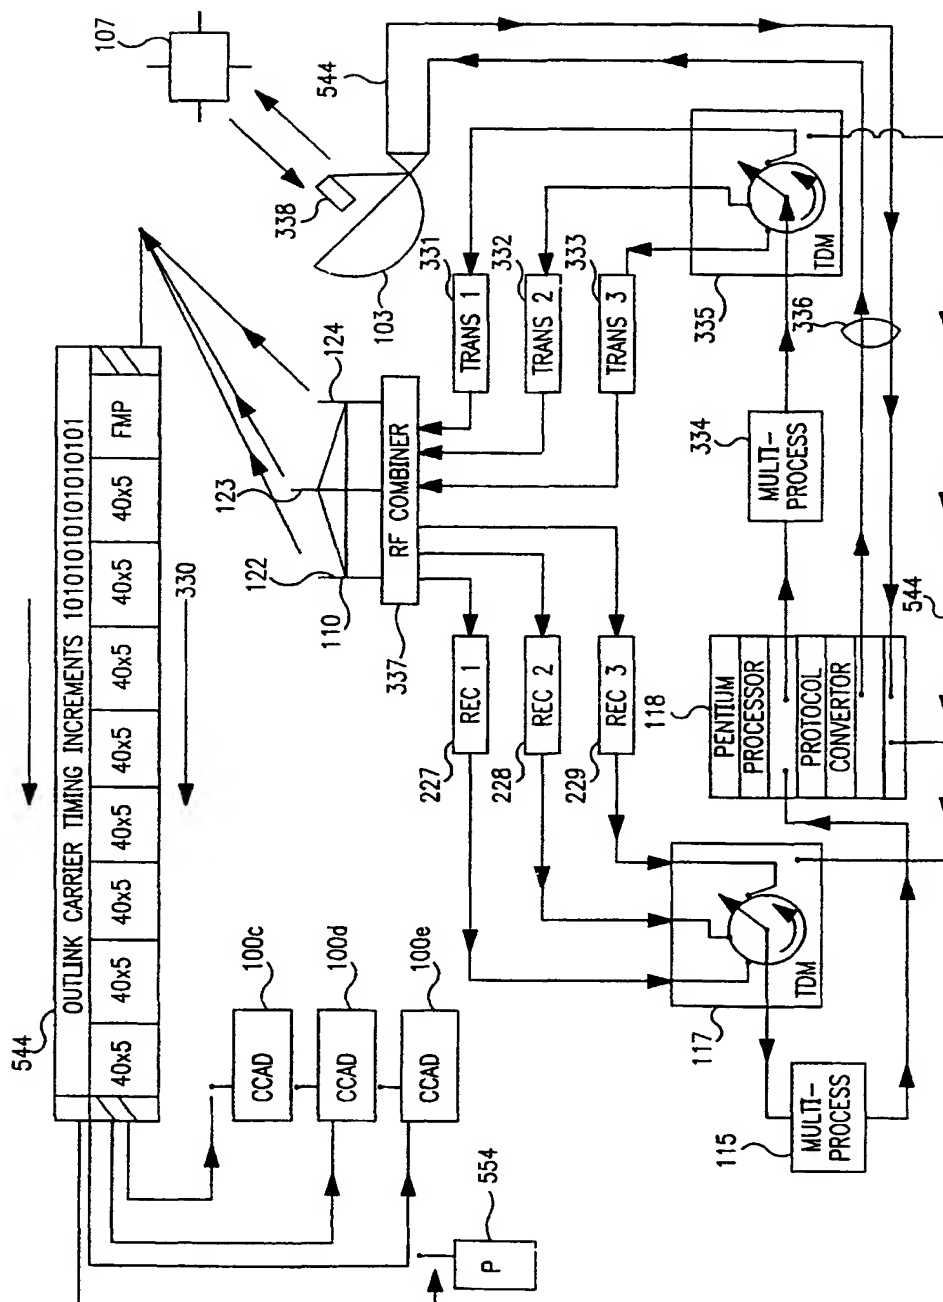 544
OUTLINK CARRIER TIMING INCREMENTS 101010101010101010101
40x5
40x5
40x5
40x5
40x5
40x5
40x5
40x5
FMP
330
107
338
103
544
122
123
124
110
RF COMBINER
337
TRANS 1
331
TRANS 2
332
TRANS 3
333
REC 1
227
REC 2
228
REC 3
229
100c
CCAD
100d
CCAD
100e
CCAD
P
554
TDM
117
MULTI-
PROCESS
115
118
PENTIUM
PROCESSOR
PROTOCOL
CONVERTOR
334
MULTI-
PROCESS
TDM
335
336
544